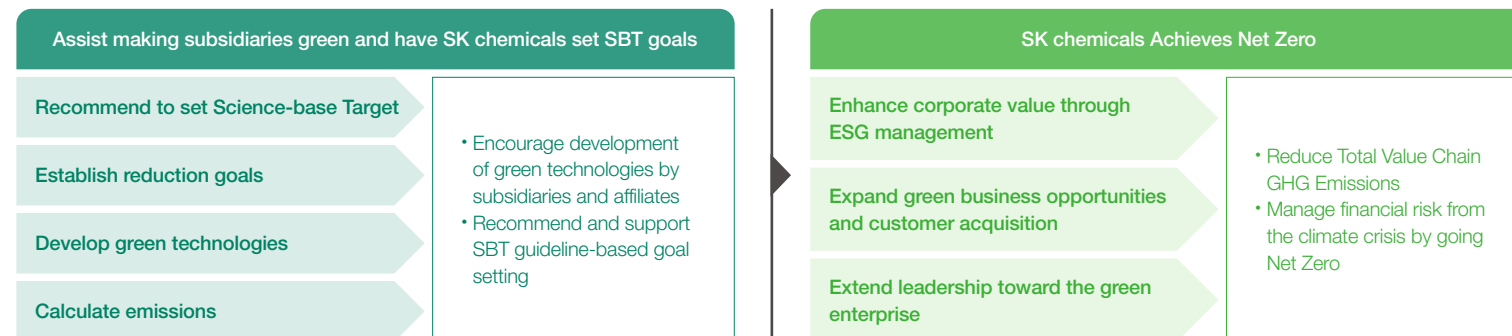 Assist making subsidiaries green and have SK chemicals set SBT goals
Recommend to set Science-base Target
Establish reduction goals
Develop green technologies
Calculate emissions
• Encourage development
of green technologies by
subsidiaries and affiliates
• Recommend and support
SBT guideline-based goal
setting
SK chemicals Achieves Net Zero
Enhance corporate value through
ESG management
Expand green business opportunities
and customer acquisition
Extend leadership toward the green
enterprise
• Reduce Total Value Chain
GHG Emissions
• Manage financial risk from
the climate crisis by going
Net Zero